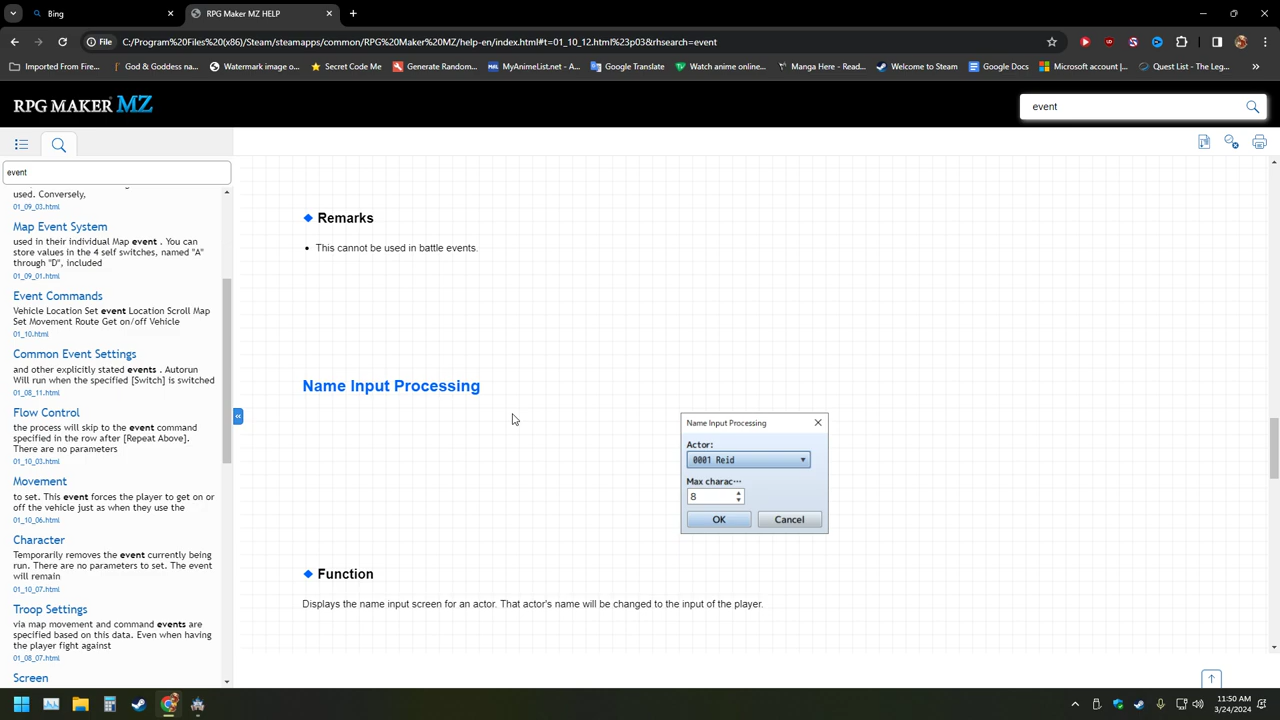 Bing
RPG Maker MZ HELP
File
C:/Program%20Files%20(x86)/Steam/steamapps/common/RPG%20Maker%20MZ/help-en/index.html#t=01_10_12.html%23p03&rhsearch=event
Imported From Fire...
God & Goddess na...
Watermark image o...
Secret Code Me
Generate Random...
MyAnimeList.net - A...
Google Translate
Watch anime online...
Manga Here - Read...
Welcome to Steam
Google Docs
Microsoft account |...
Quest List - The Leg...
RPG MAKER MZ
event
event
used. Conversely,
01_09_03.html
Map Event System
used in their individual Map event . You can
store values in the 4 self switches, named "A"
through "D", included
01_09_01.html
Event Commands
Vehicle Location Set event Location Scroll Map
Set Movement Route Get on/off Vehicle
01_10.html
Common Event Settings
and other explicitly stated events . Autorun
Will run when the specified [Switch] is switched
01_08_11.html
Flow Control
the process will skip to the event command
specified in the row after [Repeat Above].
There are no parameters
01_10_03.html
Movement
to set. This event forces the player to get on or
off the vehicle just as when they use the
01_10_06.html
Character
Temporarily removes the event currently being
run. There are no parameters to set. The event
will remain
01_10_07.html
Troop Settings
via map movement and command events are
specified based on this data. Even when having
the player fight against
01_08_07.html
Screen
Remarks
This cannot be used in battle events.
Name Input Processing
Name Input Processing
Actor:
0001 Reid
Max charac…
8
OK
Cancel
Function
Displays the name input screen for an actor. That actor's name will be changed to the input of the player.
11:50 AM
3/24/2024